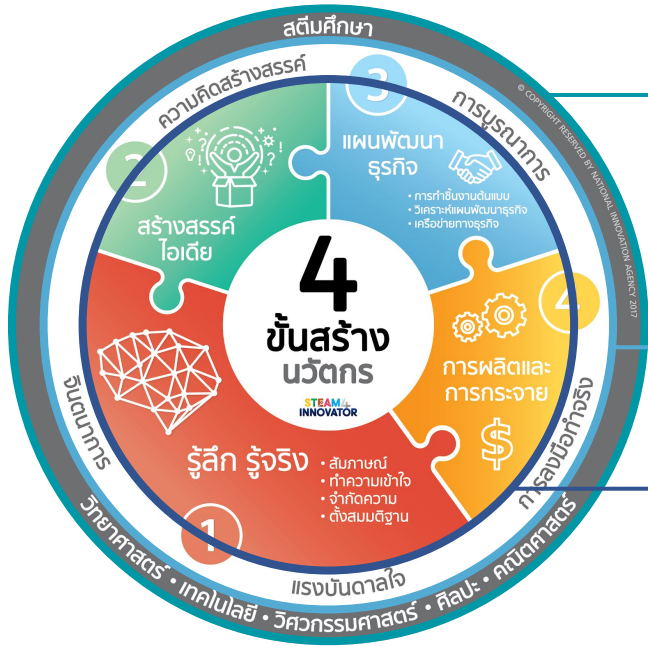 สตีมศึกษา
ความคิดสร้างสรรค์
การบูรณาการ
© COPYRIGHT RESERVED BY NATIONAL INNOVATION AGENCY 2017
3
แผนพัฒนา
ธุรกิจ
• การทำชิ้นงานต้นแบบ
• วิเคราะห์แผนพัฒนาธุรกิจ
• เครือข่ายทางธุรกิจ
2
สร้างสรรค์
ไอเดีย
4
ขั้นสร้าง
นวัตกร
STEAM4
INNOVATOR
4
การผลิตและ
การกระจาย
$
รู้ลึก รู้จริง
• สัมภาษณ์
• ทำความเข้าใจ
• จำกัดความ
• ตั้งสมมติฐาน
1
จินตนาการ
แรงบันดาลใจ
การลงมือทำจริง
วิทยาศาสตร์ • เทคโนโลยี • วิศวกรรมศาสตร์ • ศิลปะ • คณิตศาสตร์